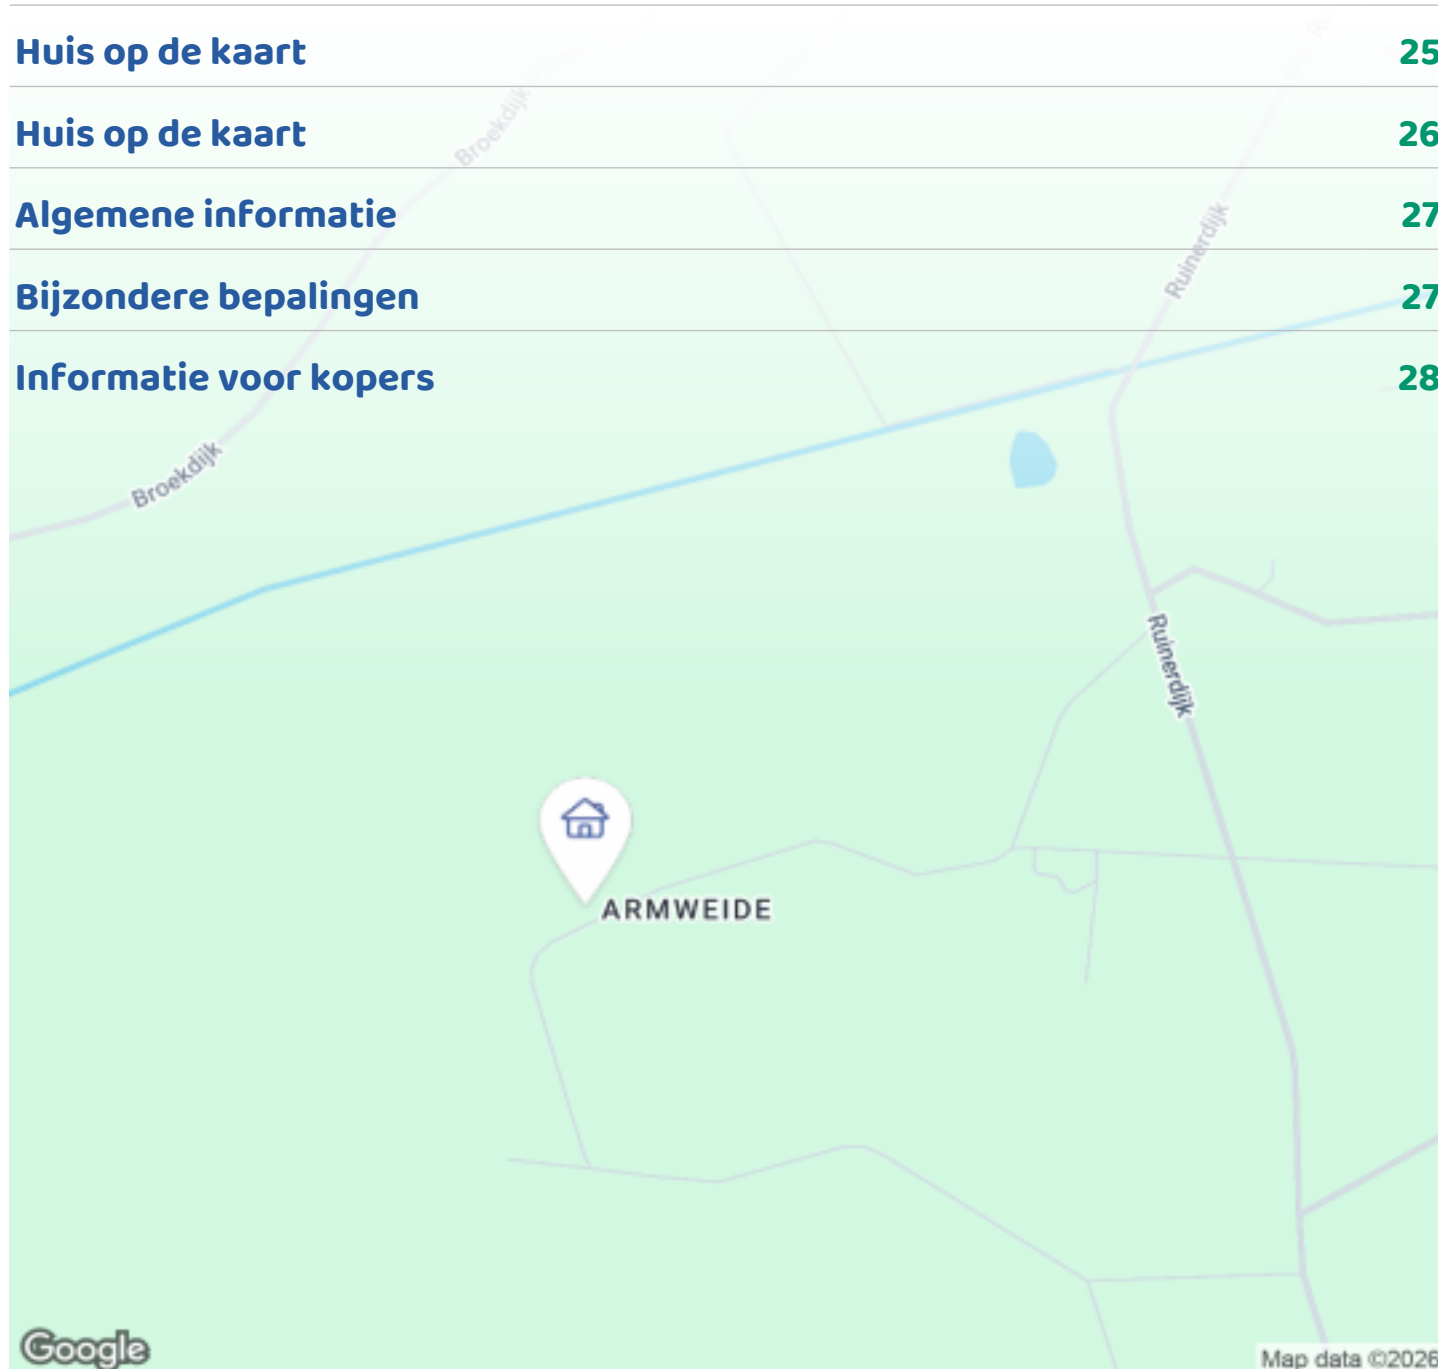 Huis op de kaart 25
Huis op de kaart 26
Algemene informatie 27
Bijzondere bepalingen 27
Informatie voor kopers 28
Broekdijk
Ruinerdijk
Broekdijk
Ruinerdijk
ARMWEIDE
Google
Map data ©2026